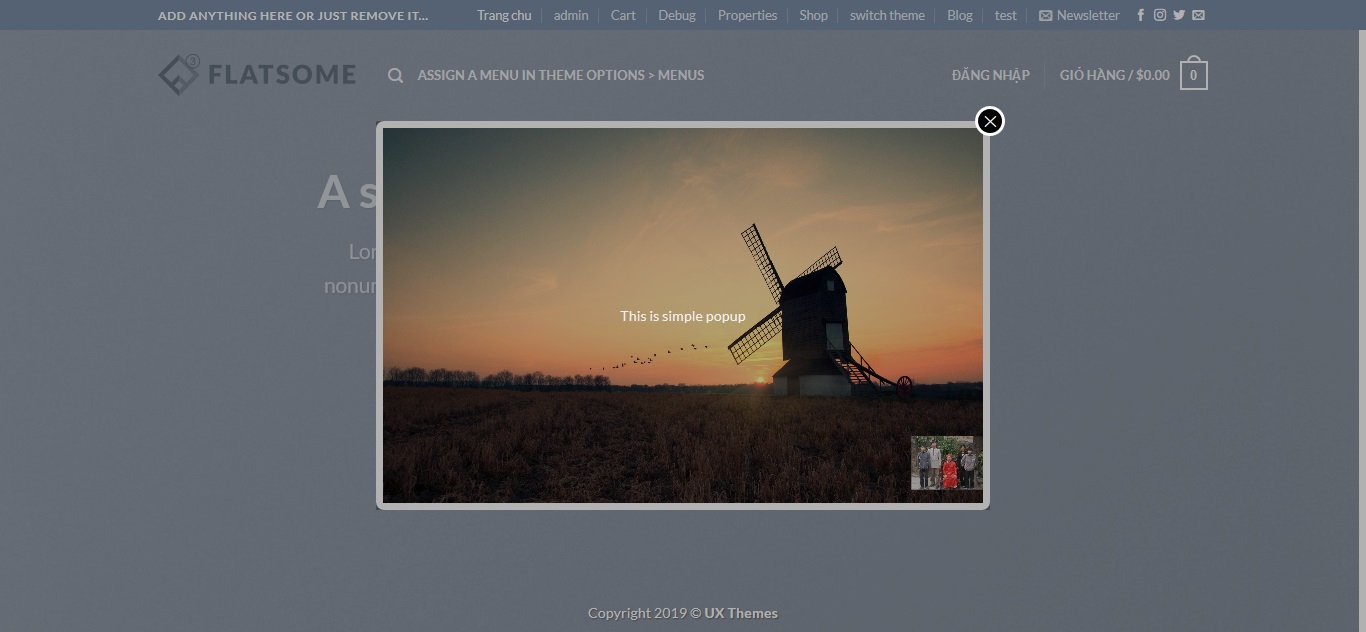 ADD ANYTHING HERE OR JUST REMOVE IT...
Trang chu admin Cart Debug Properties Shop switch theme Blog test Newsletter
3
FLATSOME
ASSIGN A MENU IN THEME OPTIONS > MENUS
ĐĂNG NHẬP
GIỎ HÀNG / $0.00
0
A s
Lor
nonur
This is simple popup
Copyright 2019 © UX Themes